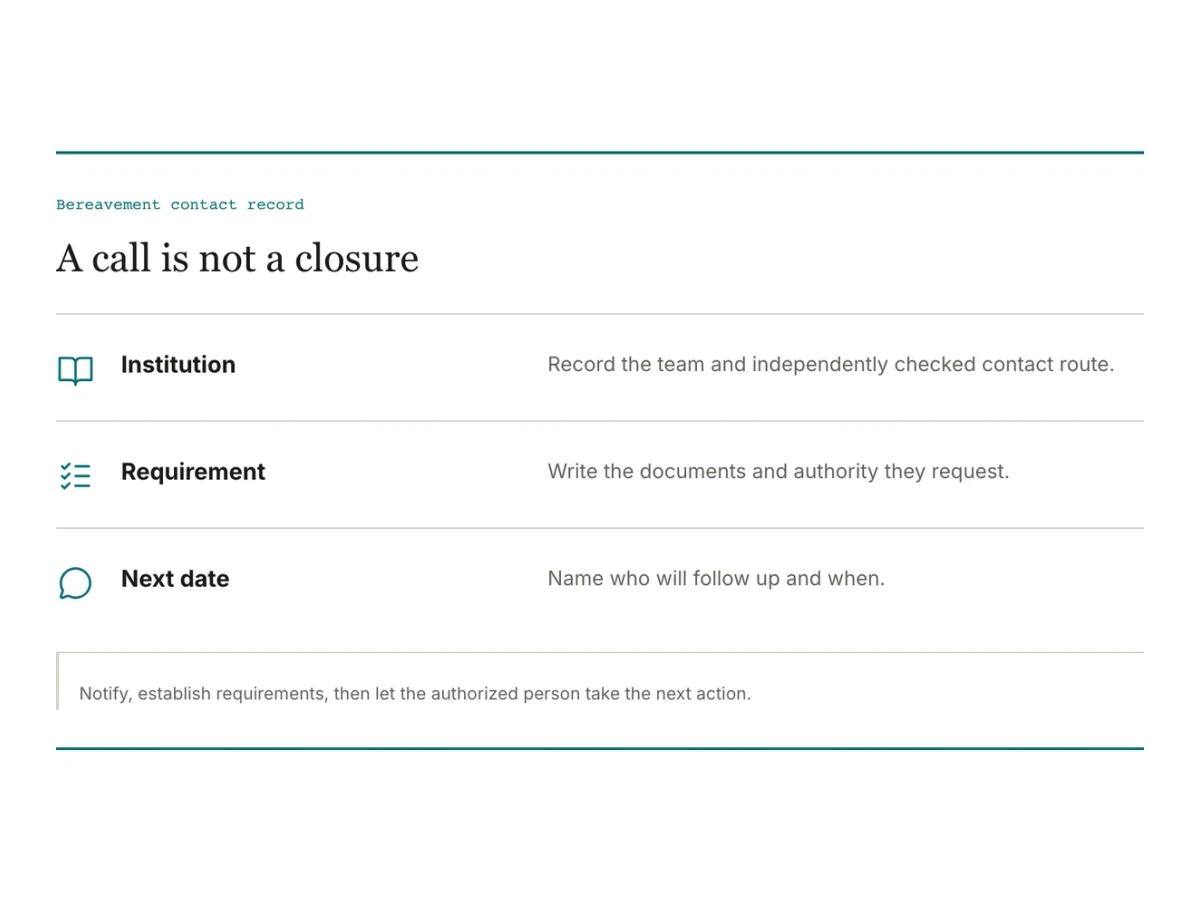 Bereavement contact record
A call is not a closure
Institution
Record the team and independently checked contact route.
Requirement
Write the documents and authority they request.
Next date
Name who will follow up and when.
Notify, establish requirements, then let the authorized person take the next action.